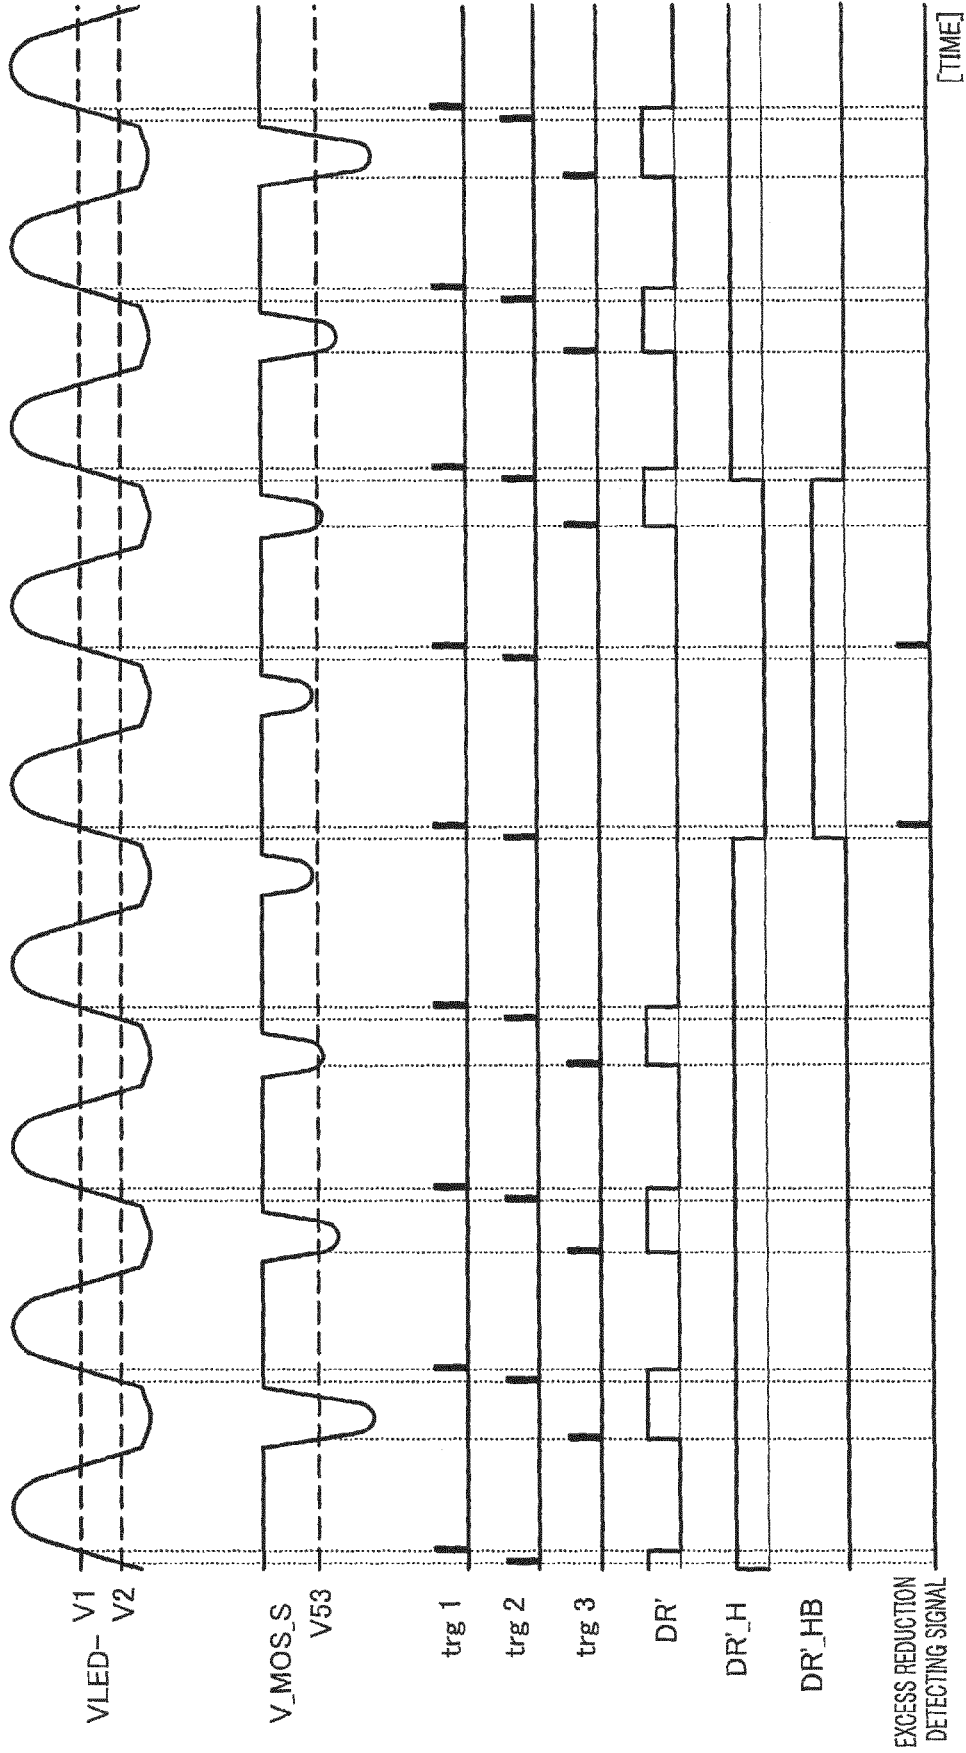 VLED- V1
V2
V_MOS_S
V53
trg 1
trg 2
trg 3
DR'
DR'_H
DR'_HB
EXCESS REDUCTION
DETECTING SIGNAL
[TIME]